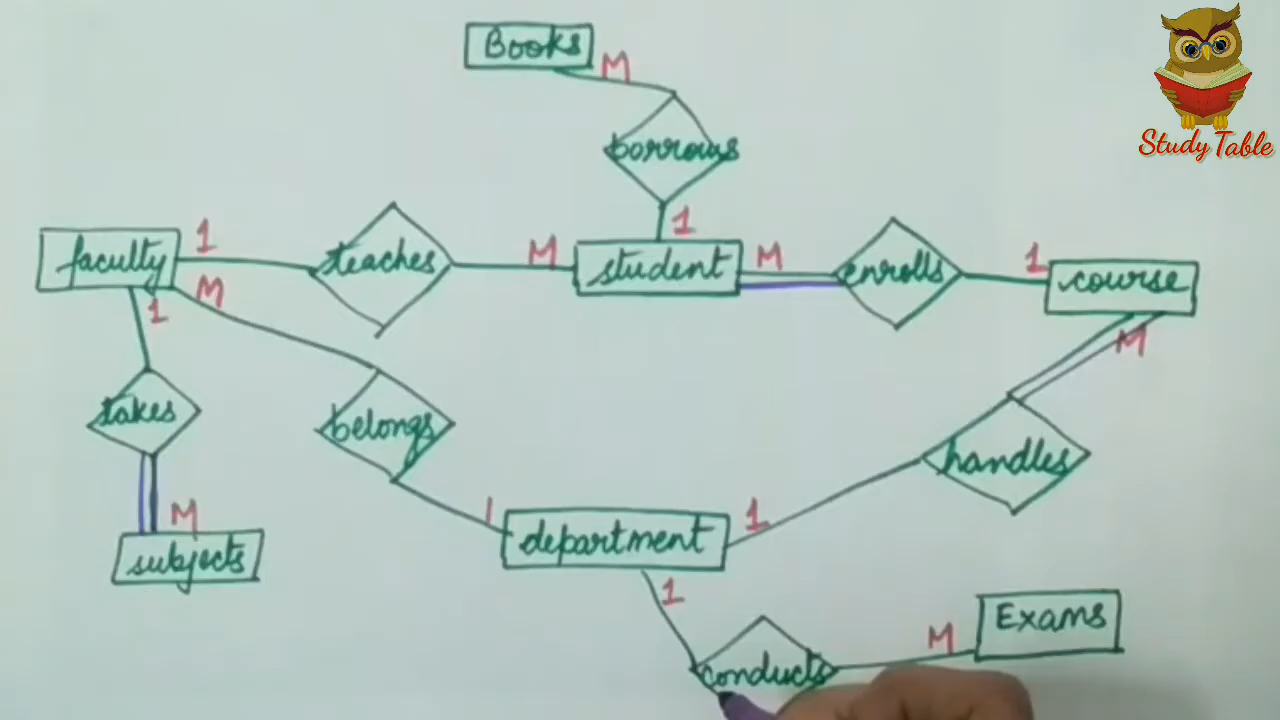 Books
M
borrows
1
Study Table
faculty
1
teaches
M
student
M
enrolls
1
course
M
1
M
takes
belongs
handles
M
subjects
1
department
1
1
conducts
M
Exams